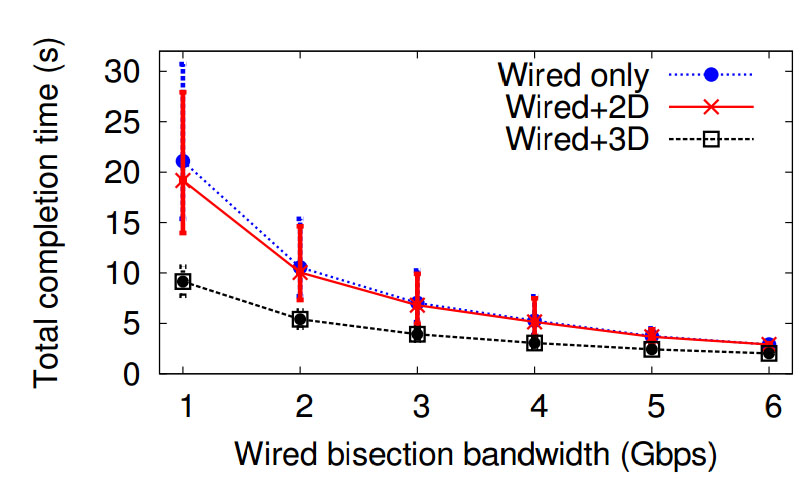 Total completion time (s)
30
25
20
15
10
5
0
Wired only
Wired+2D
Wired+3D
1 2 3 4 5 6
Wired bisection bandwidth (Gbps)